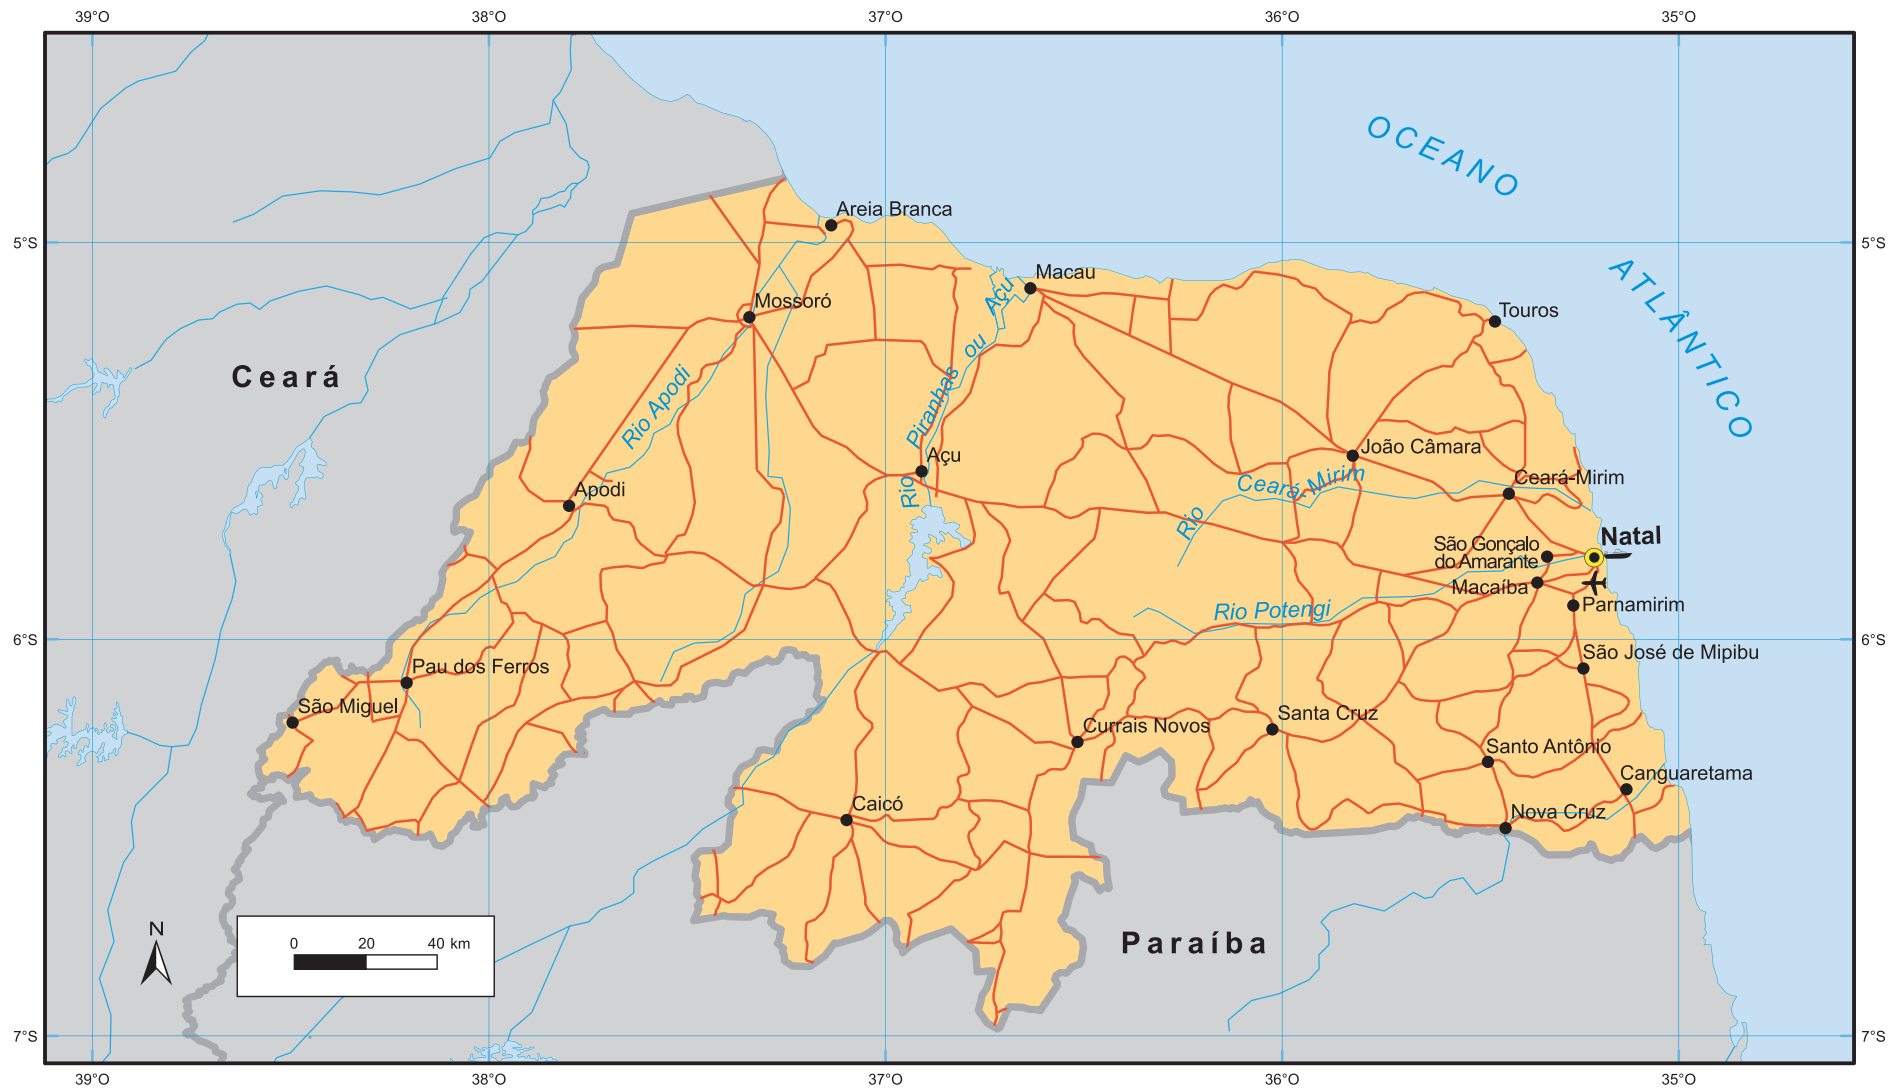 39°O 38°O 37°O 36°O 35°O
OCEANO
ATLÂNTICO
5°S
5°S
Areia Branca
Macau
Mossoró
Touros
Ceará
Rio Apodi
Rio Piranhas ou Açu
Açu
João Câmara
Apodi
Rio Ceará-Mirim
Ceará-Mirim
Natal
São Gonçalo
do Amarante
Macaíba
Parnamirim
Rio Potengi
6°S
6°S
Pau dos Ferros
São José de Mipibu
São Miguel
Currais Novos
Santa Cruz
Santo Antônio
Canguaretama
Caicó
Nova Cruz
Paraíba
N
0 20 40 km
7°S
7°S
39°O 38°O 37°O 36°O 35°O